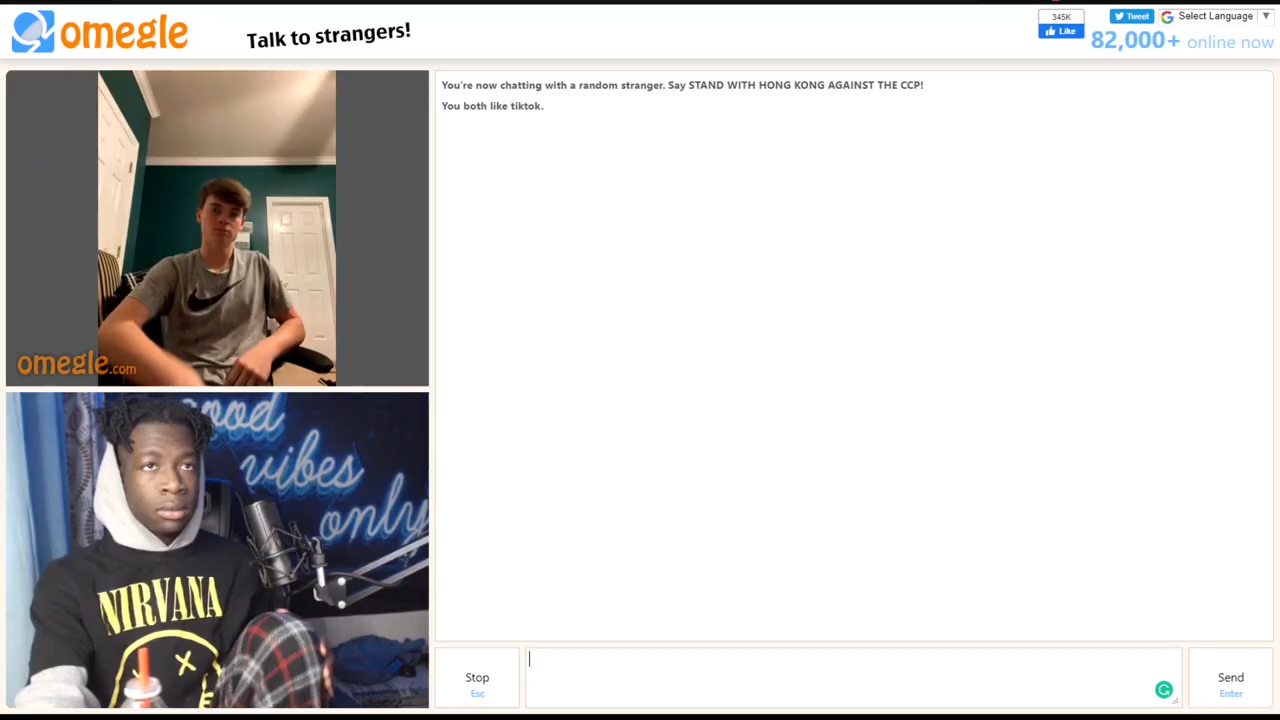 omegle
Talk to strangers!
345K
Like
Tweet
Select Language ▼
82,000+ online now
You're now chatting with a random stranger. Say STAND WITH HONG KONG AGAINST THE CCP!
You both like tiktok.
omegle.com
good
vibes
only
NIRVANA
Stop
Esc
Send
Enter